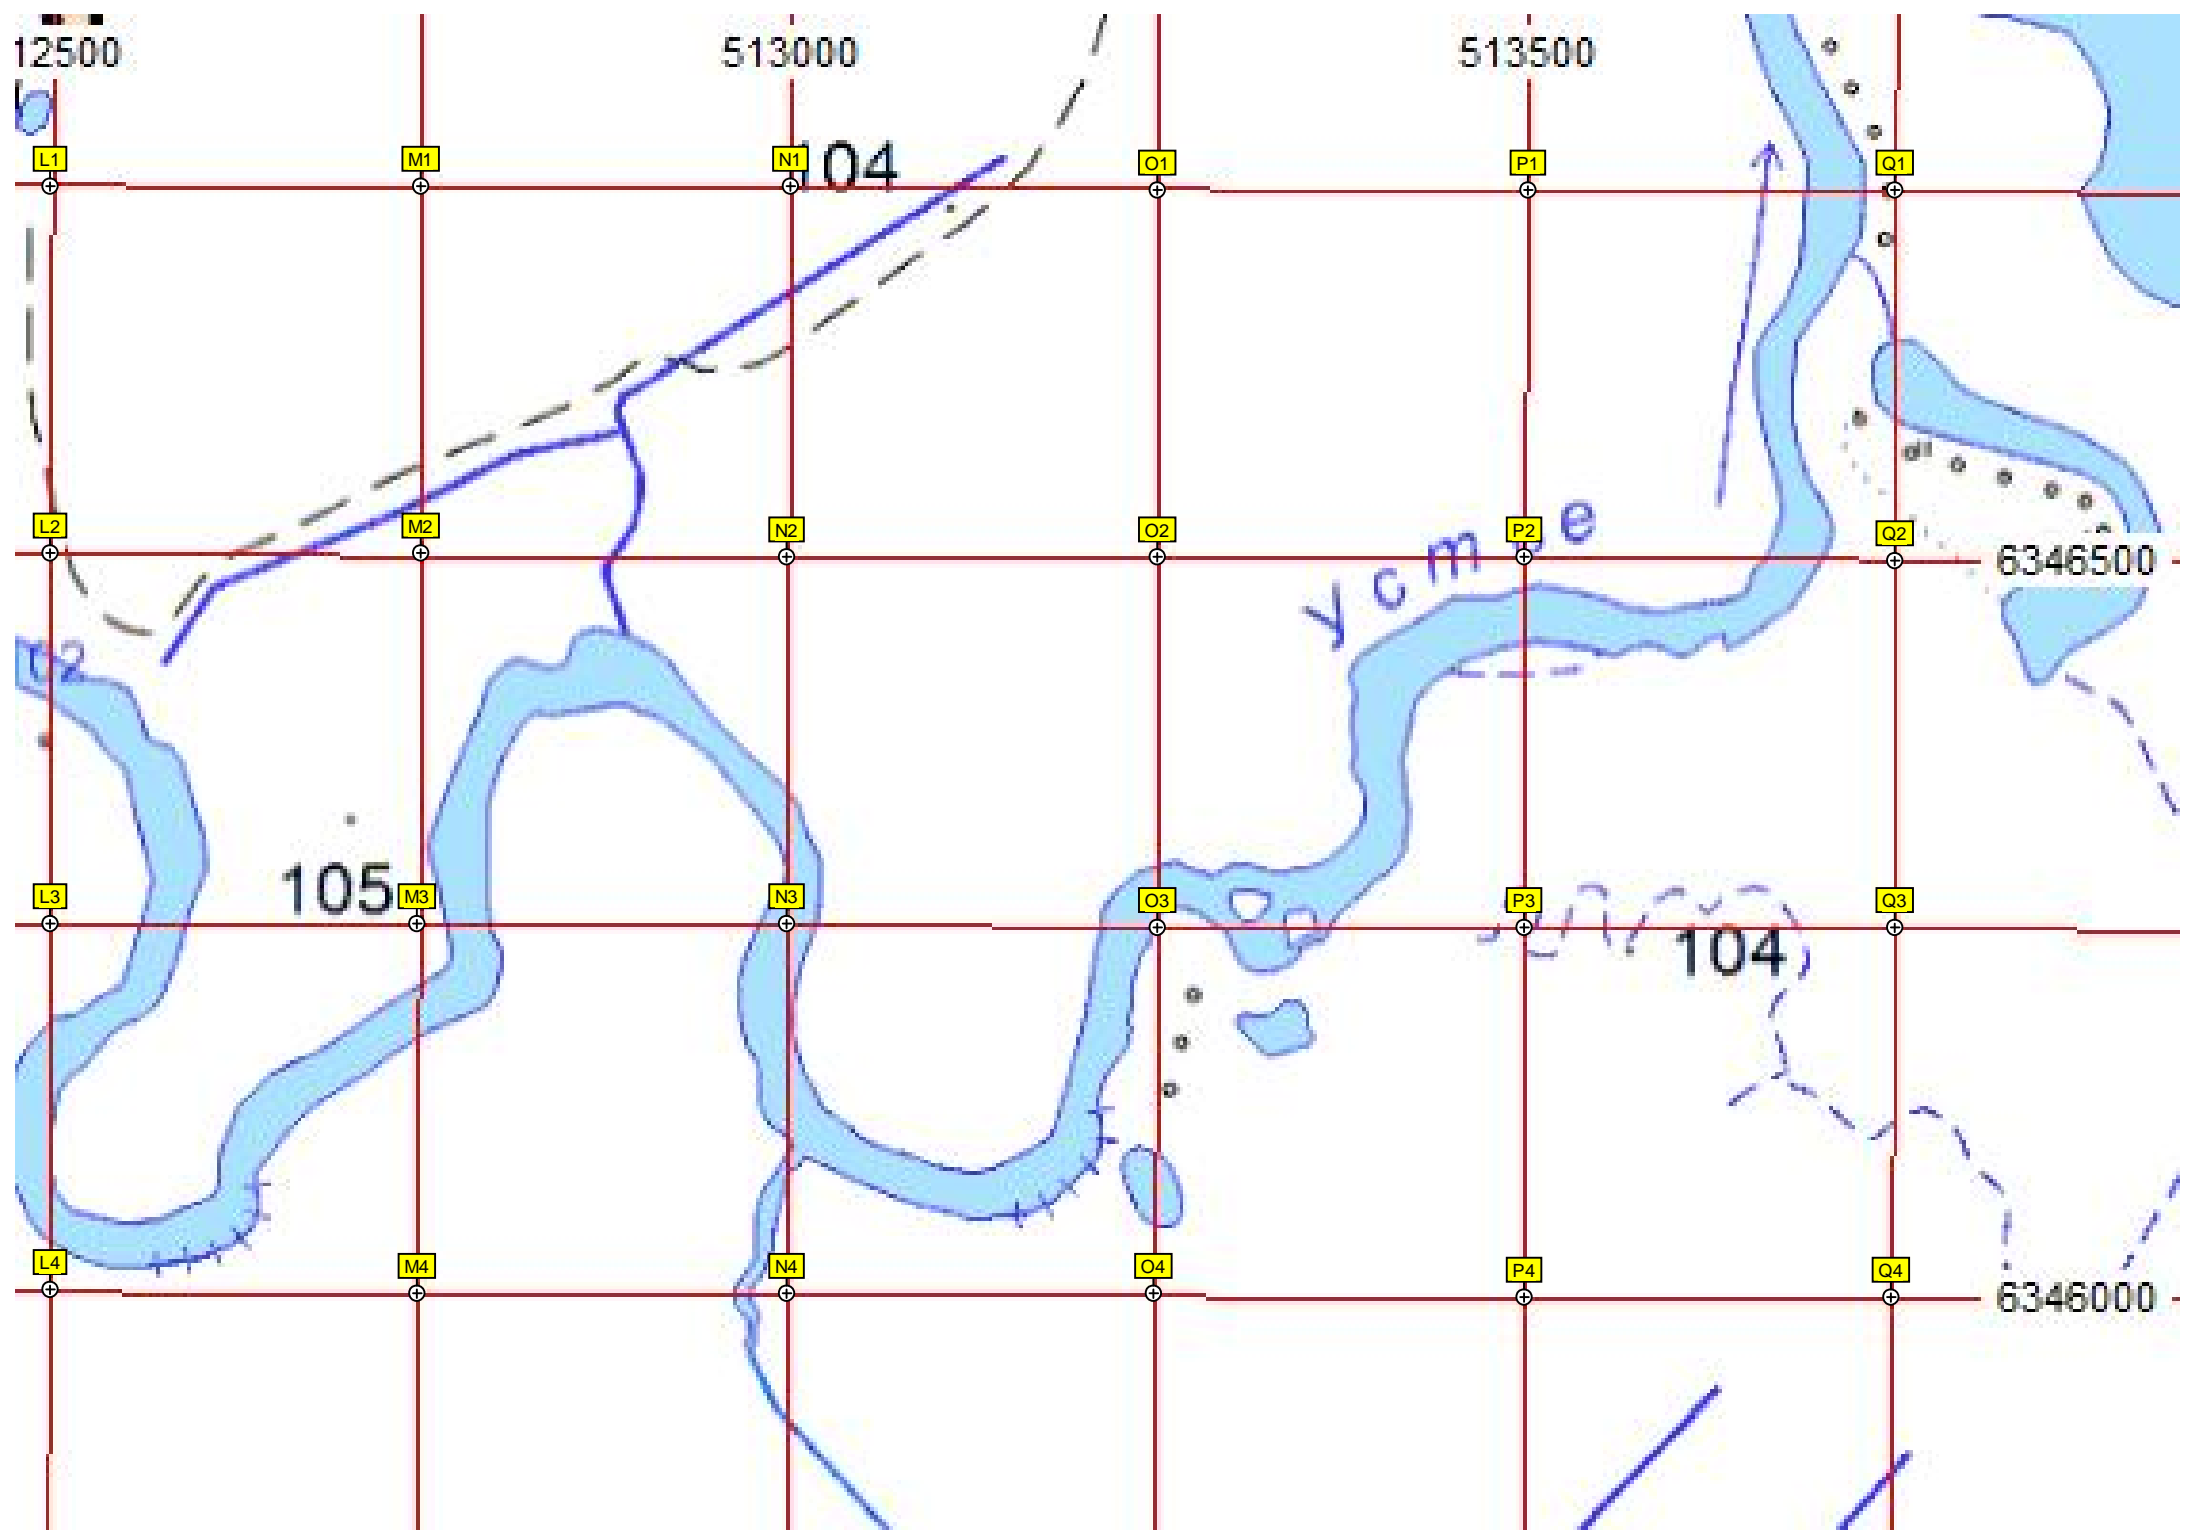 12500 513000 513500
104
L1 M1 N1 O1 P1 Q1
устье
L2 M2 N2 O2 P2 Q2
6346500
105
L3 M3 N3 O3 P3 Q3
104
L4 M4 N4 O4 P4 Q4
6346000